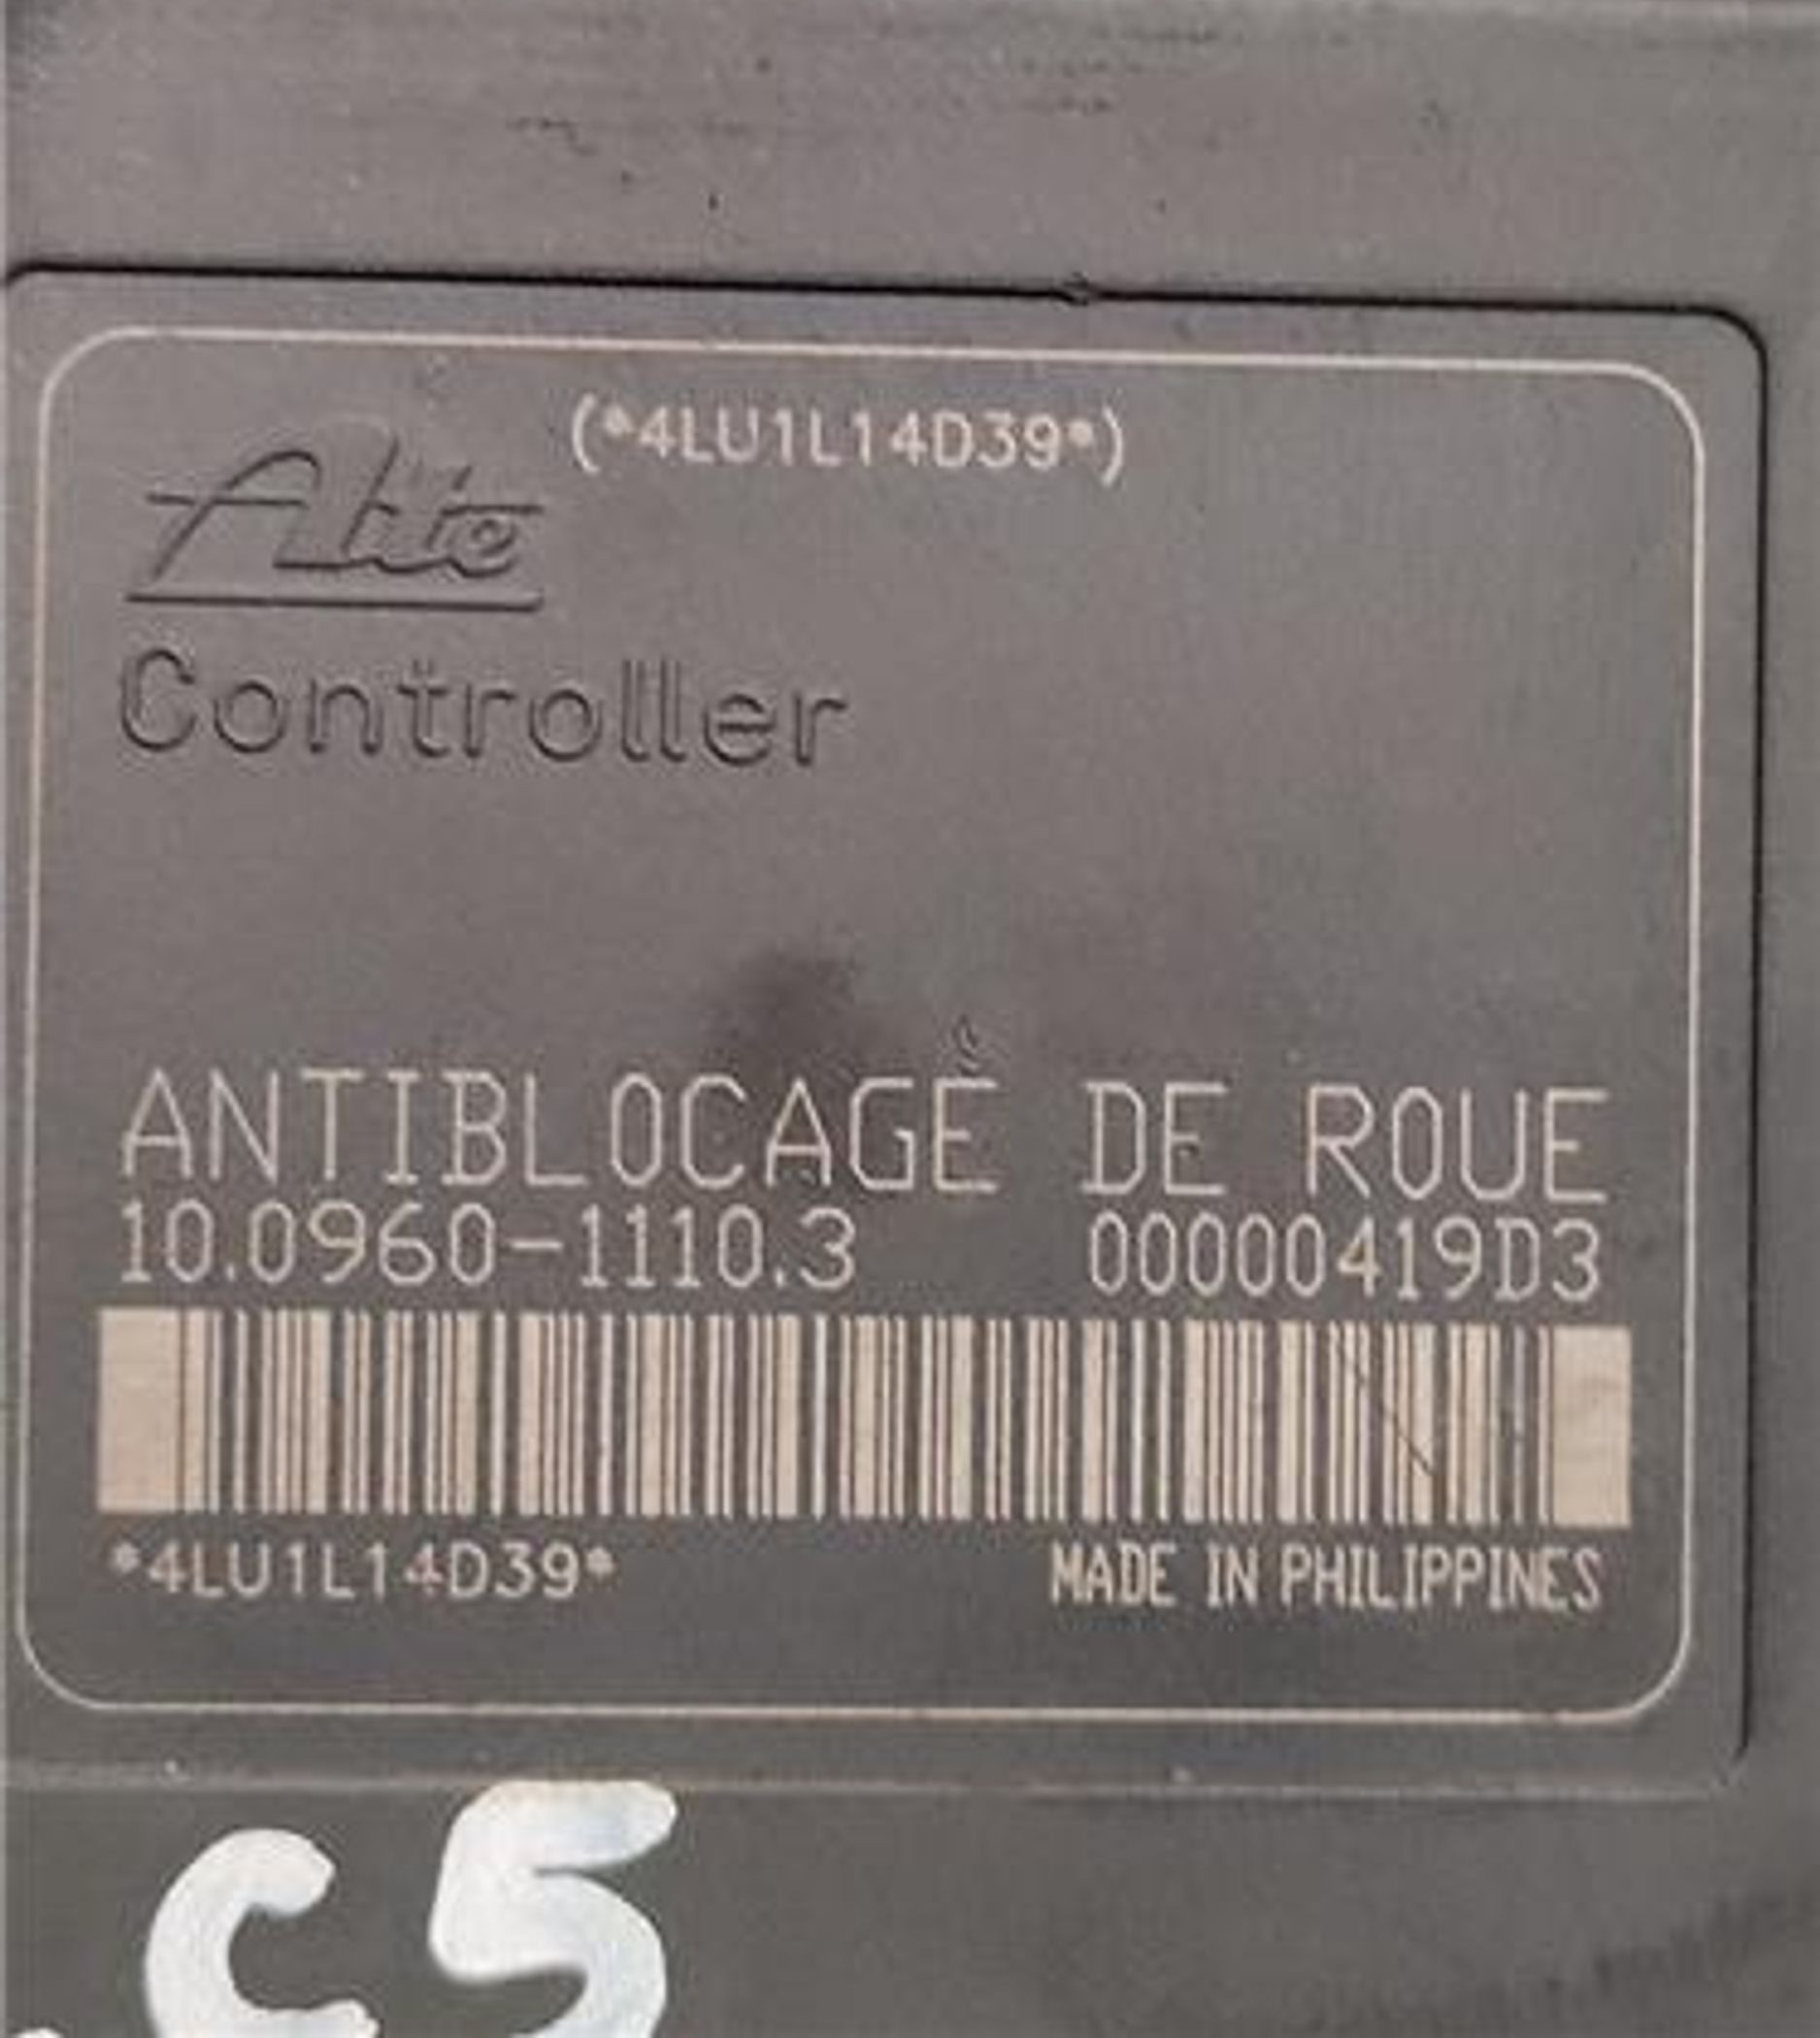 (*4LU1L14D39*)
Ate
Controller
ANTIBLOCAGE DE ROUE
10.0960-1110.3 00000419D3
*4LU1L14D39* MADE IN PHILIPPINES
C5